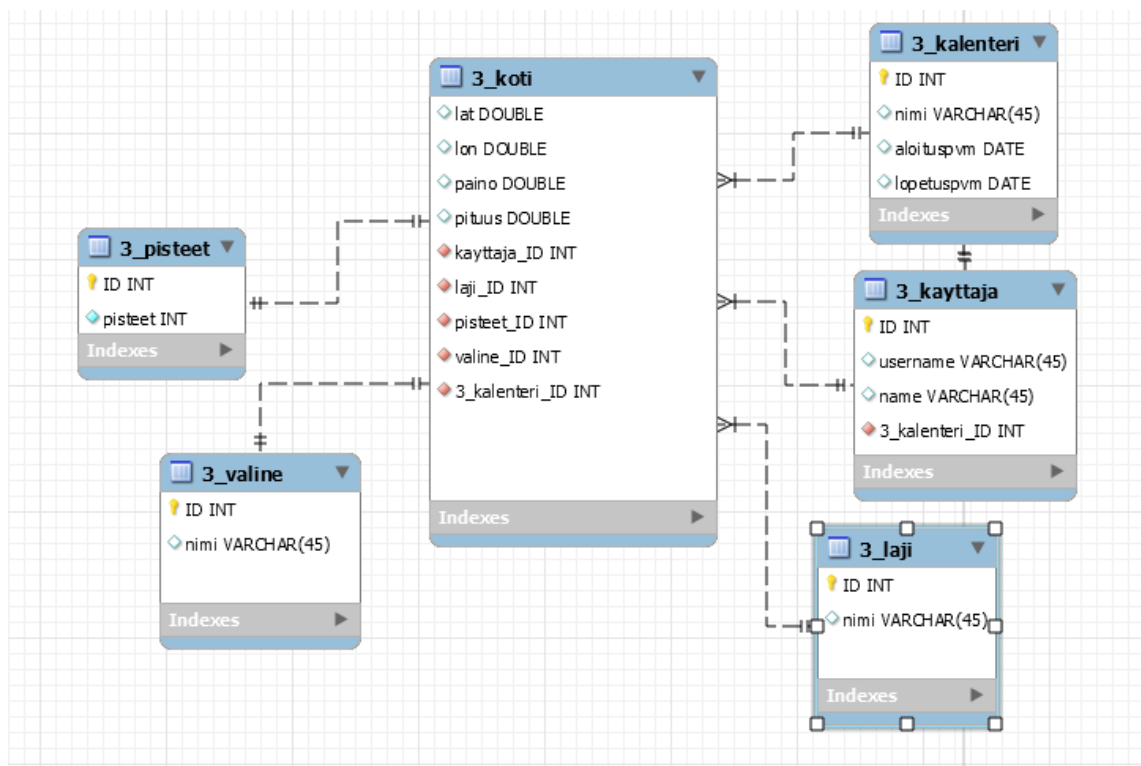 3_koti
lat DOUBLE
lon DOUBLE
paino DOUBLE
pituus DOUBLE
kayttaja_ID INT
laji_ID INT
pisteet_ID INT
valine_ID INT
3_kalenteri_ID INT
Indexes
3_pisteet
ID INT
pisteet INT
Indexes
3_valine
ID INT
nimi VARCHAR(45)
Indexes
3_kalenteri
ID INT
nimi VARCHAR(45)
aloituspvm DATE
lopetuspvm DATE
Indexes
3_kayttaja
ID INT
username VARCHAR(45)
name VARCHAR(45)
3_kalenteri_ID INT
Indexes
3_laji
ID INT
nimi VARCHAR(45)
Indexes